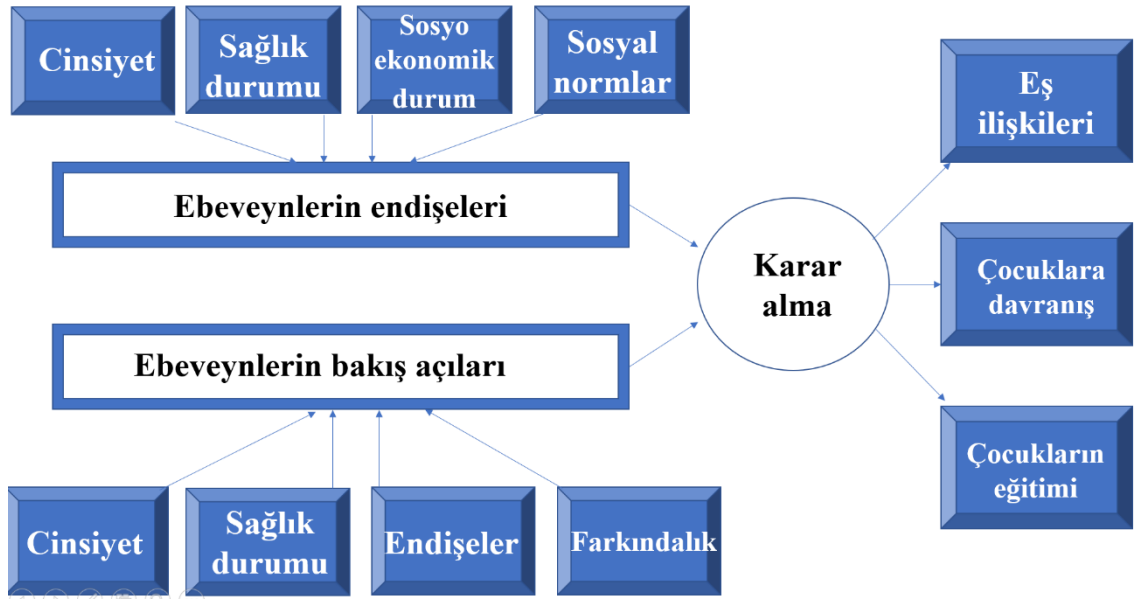 Cinsiyet
Sağlık
durumu
Sosyo
ekonomik
durum
Sosyal
normlar
Ebeveynlerin endişeleri
Ebeveynlerin bakış açıları
Cinsiyet
Sağlık
durumu
Endişeler
Farkındalık
Karar
alma
Eş
ilişkileri
Çocuklara
davranış
Çocukların
eğitimi